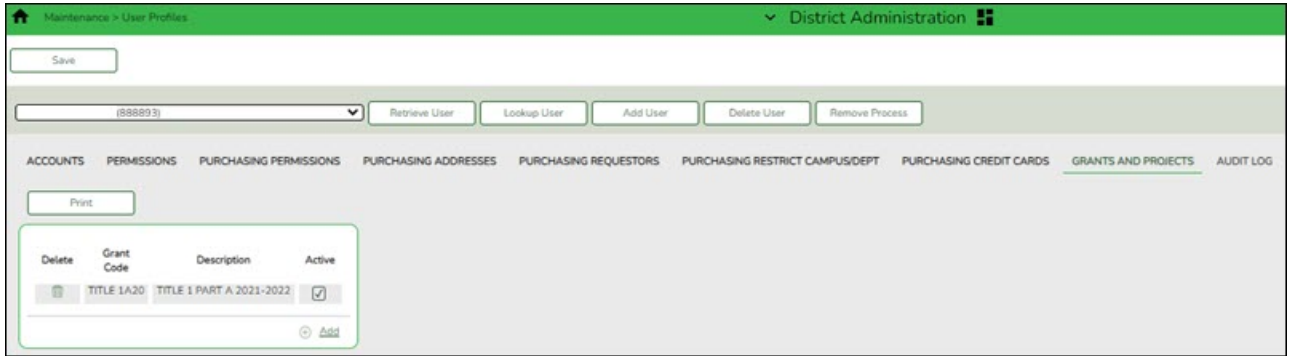 Maintenance > User Profiles District Administration
Save
(888893) Retrieve User Lookup User Add User Delete User Remove Process
ACCOUNTS PERMISSIONS PURCHASING PERMISSIONS PURCHASING ADDRESSES PURCHASING REQUESTORS PURCHASING RESTRICT CAMPUS/DEPT PURCHASING CREDIT CARDS GRANTS AND PROJECTS AUDIT LOG
Print
Delete Grant Code Description Active
TITLE 1A20 TITLE 1 PART A 2021-2022
Add